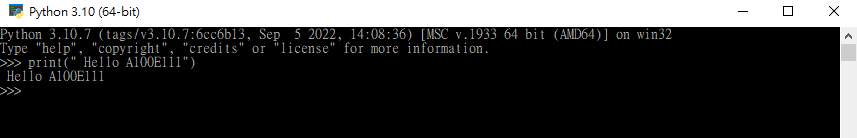 Python 3.10 (64-bit)
Python 3.10.7 (tags/v3.10.7:6cc6b13, Sep  5 2022, 14:08:36) [MSC v.1933 64 bit (AMD64)] on win32
Type "help", "copyright", "credits" or "license" for more information.
>>> print(" Hello A100E111")
 Hello A100E111
>>>